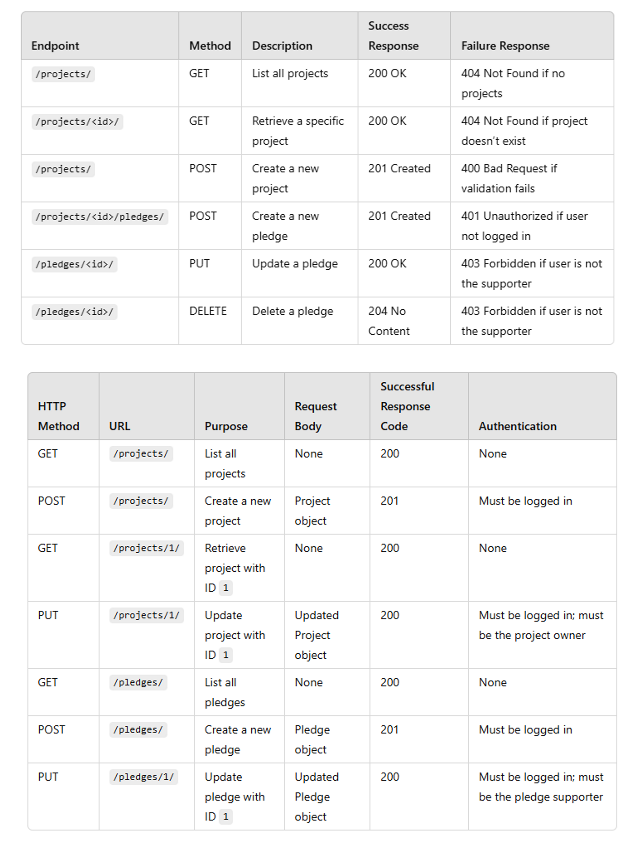 Endpoint Method Description Success Response Failure Response
/projects/ GET List all projects 200 OK 404 Not Found if no projects
/projects/<id>/ GET Retrieve a specific project 200 OK 404 Not Found if project doesn't exist
/projects/ POST Create a new project 201 Created 400 Bad Request if validation fails
/projects/<id>/pledges/ POST Create a new pledge 201 Created 401 Unauthorized if user not logged in
/pledges/<id>/ PUT Update a pledge 200 OK 403 Forbidden if user is not the supporter
/pledges/<id>/ DELETE Delete a pledge 204 No Content 403 Forbidden if user is not the supporter
HTTP Method URL Purpose Request Body Successful Response Code Authentication
GET /projects/ List all projects None 200 None
POST /projects/ Create a new project Project object 201 Must be logged in
GET /projects/1/ Retrieve project with ID 1 None 200 None
PUT /projects/1/ Update project with ID 1 Updated Project object 200 Must be logged in; must be the project owner
GET /pledges/ List all pledges None 200 None
POST /pledges/ Create a new pledge Pledge object 201 Must be logged in
PUT /pledges/1/ Update pledge with ID 1 Updated Pledge object 200 Must be logged in; must be the pledge supporter